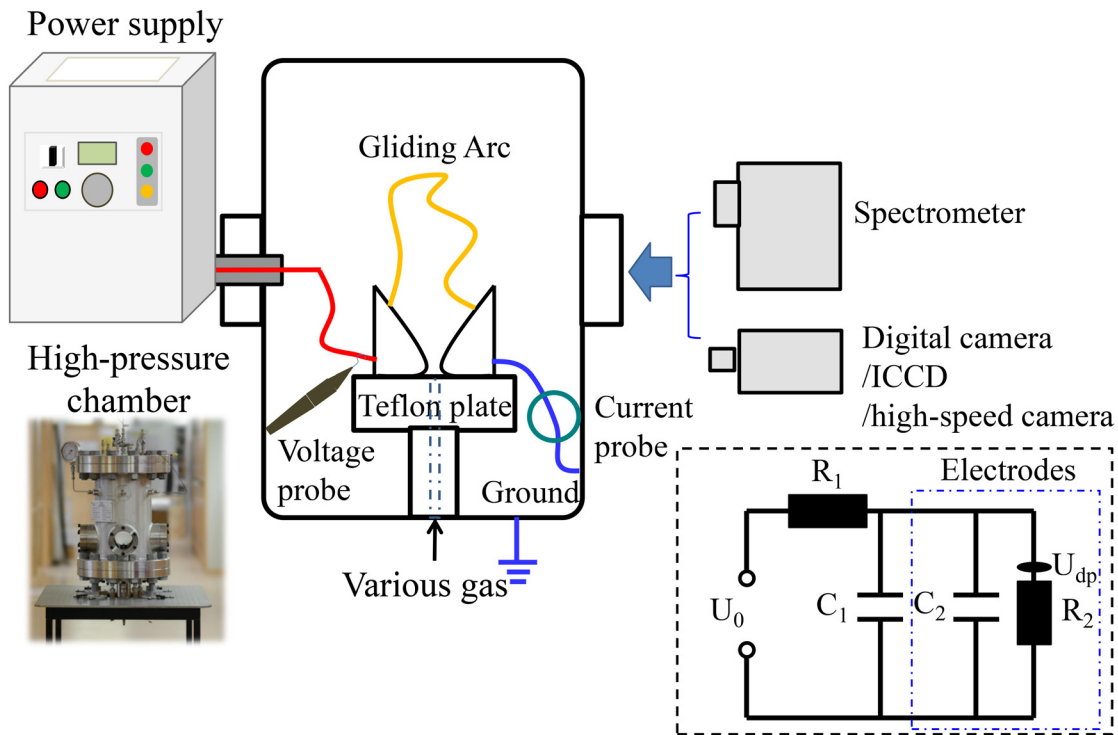 Power supply
Gliding Arc
Spectrometer
Digital camera
/ICCD
/high-speed camera
High-pressure
chamber
Teflon plate
Voltage
probe
Current
probe
Ground
Various gas
Electrodes
R₁
U₀
C₁
C₂
U_dp
R₂